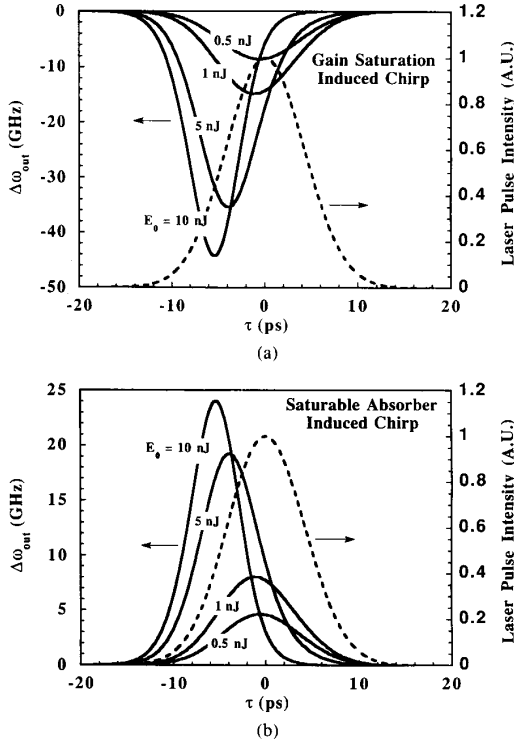 0
-10
-20
-30
-40
-50
Δω_out (GHz)
1.2
1
0.8
0.6
0.4
0.2
0
Laser Pulse Intensity (A.U.)
0.5 nJ
1 nJ
5 nJ
E_0 = 10 nJ
Gain Saturation
Induced Chirp
-20 -10 0 10 20
τ (ps)
(a)
25
20
15
10
5
0
Δω_out (GHz)
1.2
1
0.8
0.6
0.4
0.2
0
Laser Pulse Intensity (A.U.)
Saturable Absorber
Induced Chirp
E_0 = 10 nJ
5 nJ
1 nJ
0.5 nJ
-20 -10 0 10 20
τ (ps)
(b)